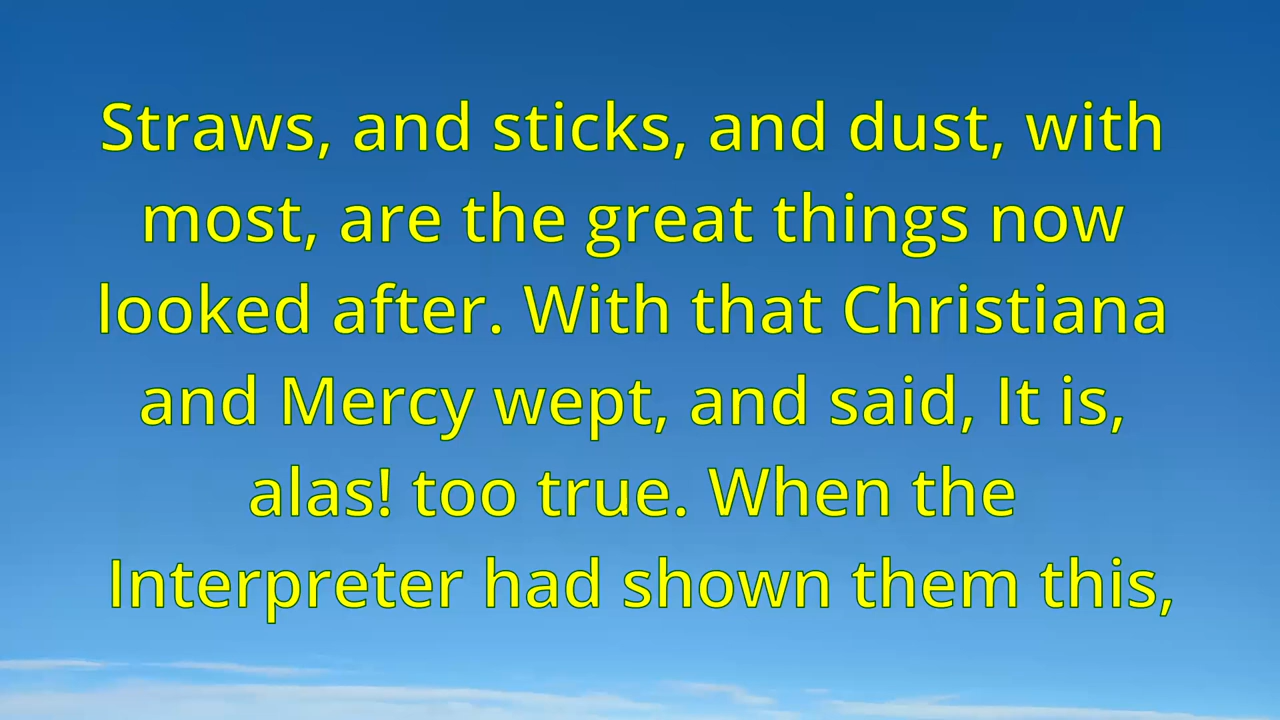 Straws, and sticks, and dust, with
most, are the great things now
looked after. With that Christiana
and Mercy wept, and said, It is,
alas! too true. When the
Interpreter had shown them this,